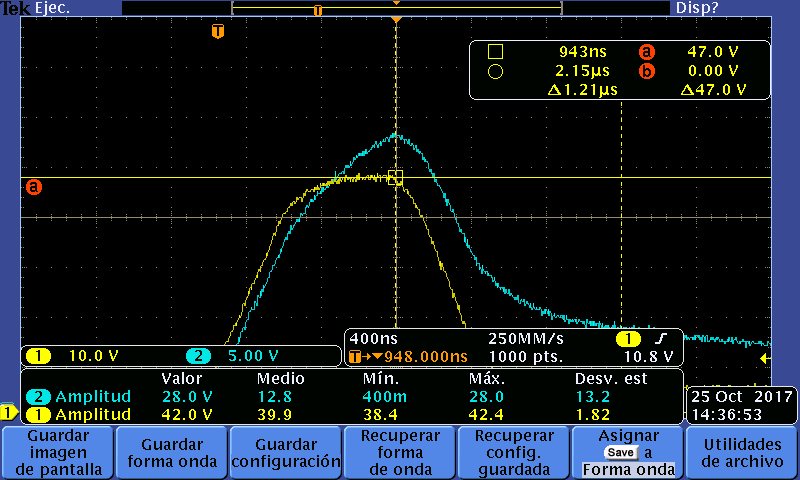 Tek Ejec. Disp?
T
T
943ns a 47.0 V
2.15µs b 0.00 V
Δ1.21µs Δ47.0 V
a
400ns 250MM/s 1 
T→▼948.000ns 1000 pts. 10.8 V
1 10.0 V 2 5.00 V
Valor Medio Mín. Máx. Desv. est
2 Amplitud 28.0 V 12.8 400m 28.0 13.2
1 Amplitud 42.0 V 39.9 38.4 42.4 1.82
1
25 Oct 2017
14:36:53
Guardar
imagen
de pantalla
Guardar
forma onda
Guardar
configuración
Recuperar
forma
de onda
Recuperar
config.
guardada
Asignar
Save a
Forma onda
Utilidades
de archivo